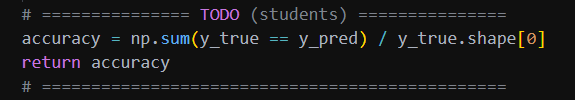 # =============== TODO (students) ===============
accuracy = np.sum(y_true == y_pred) / y_true.shape[0]
return accuracy
# ===============================================